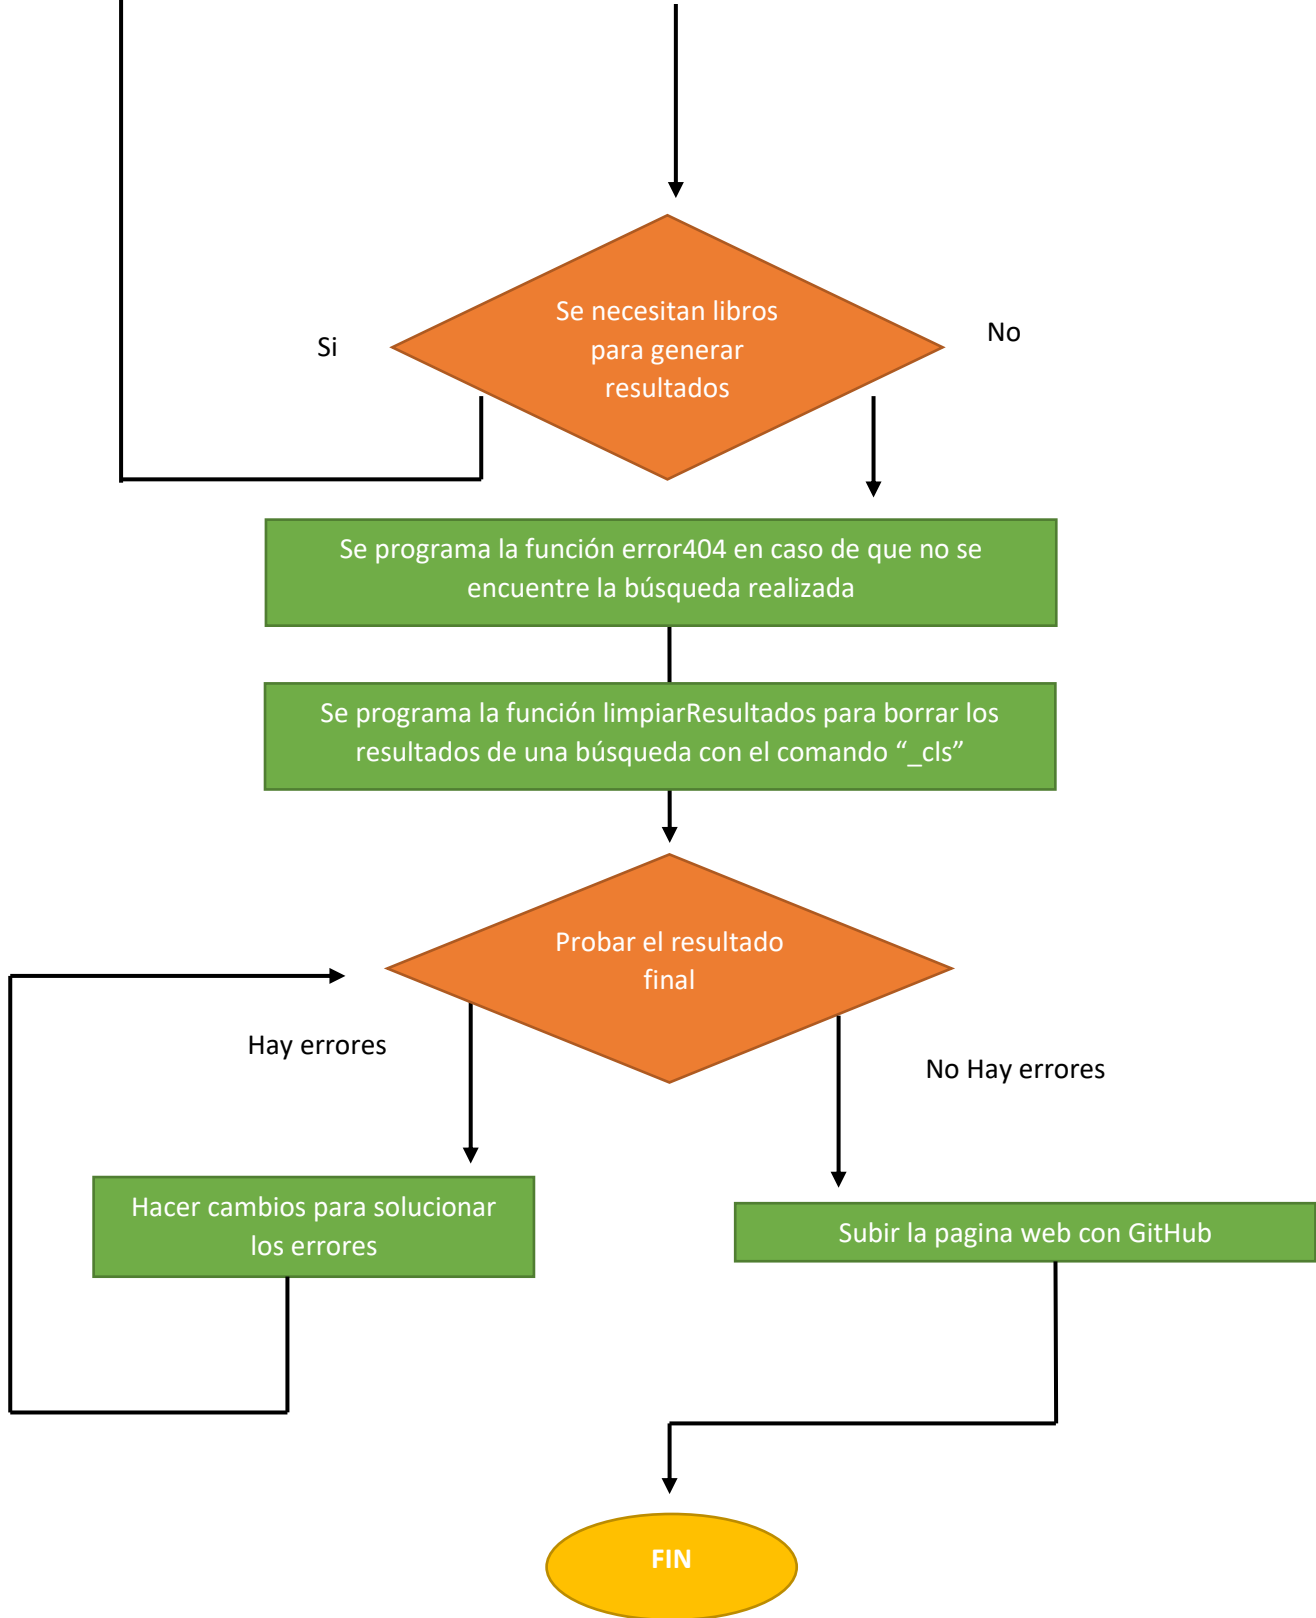 Se necesitan libros
para generar
resultados
Si
No
Se programa la función error404 en caso de que no se
encuentre la búsqueda realizada
Se programa la función limpiarResultados para borrar los
resultados de una búsqueda con el comando “_cls”
Probar el resultado
final
Hay errores
No Hay errores
Hacer cambios para solucionar
los errores
Subir la pagina web con GitHub
FIN